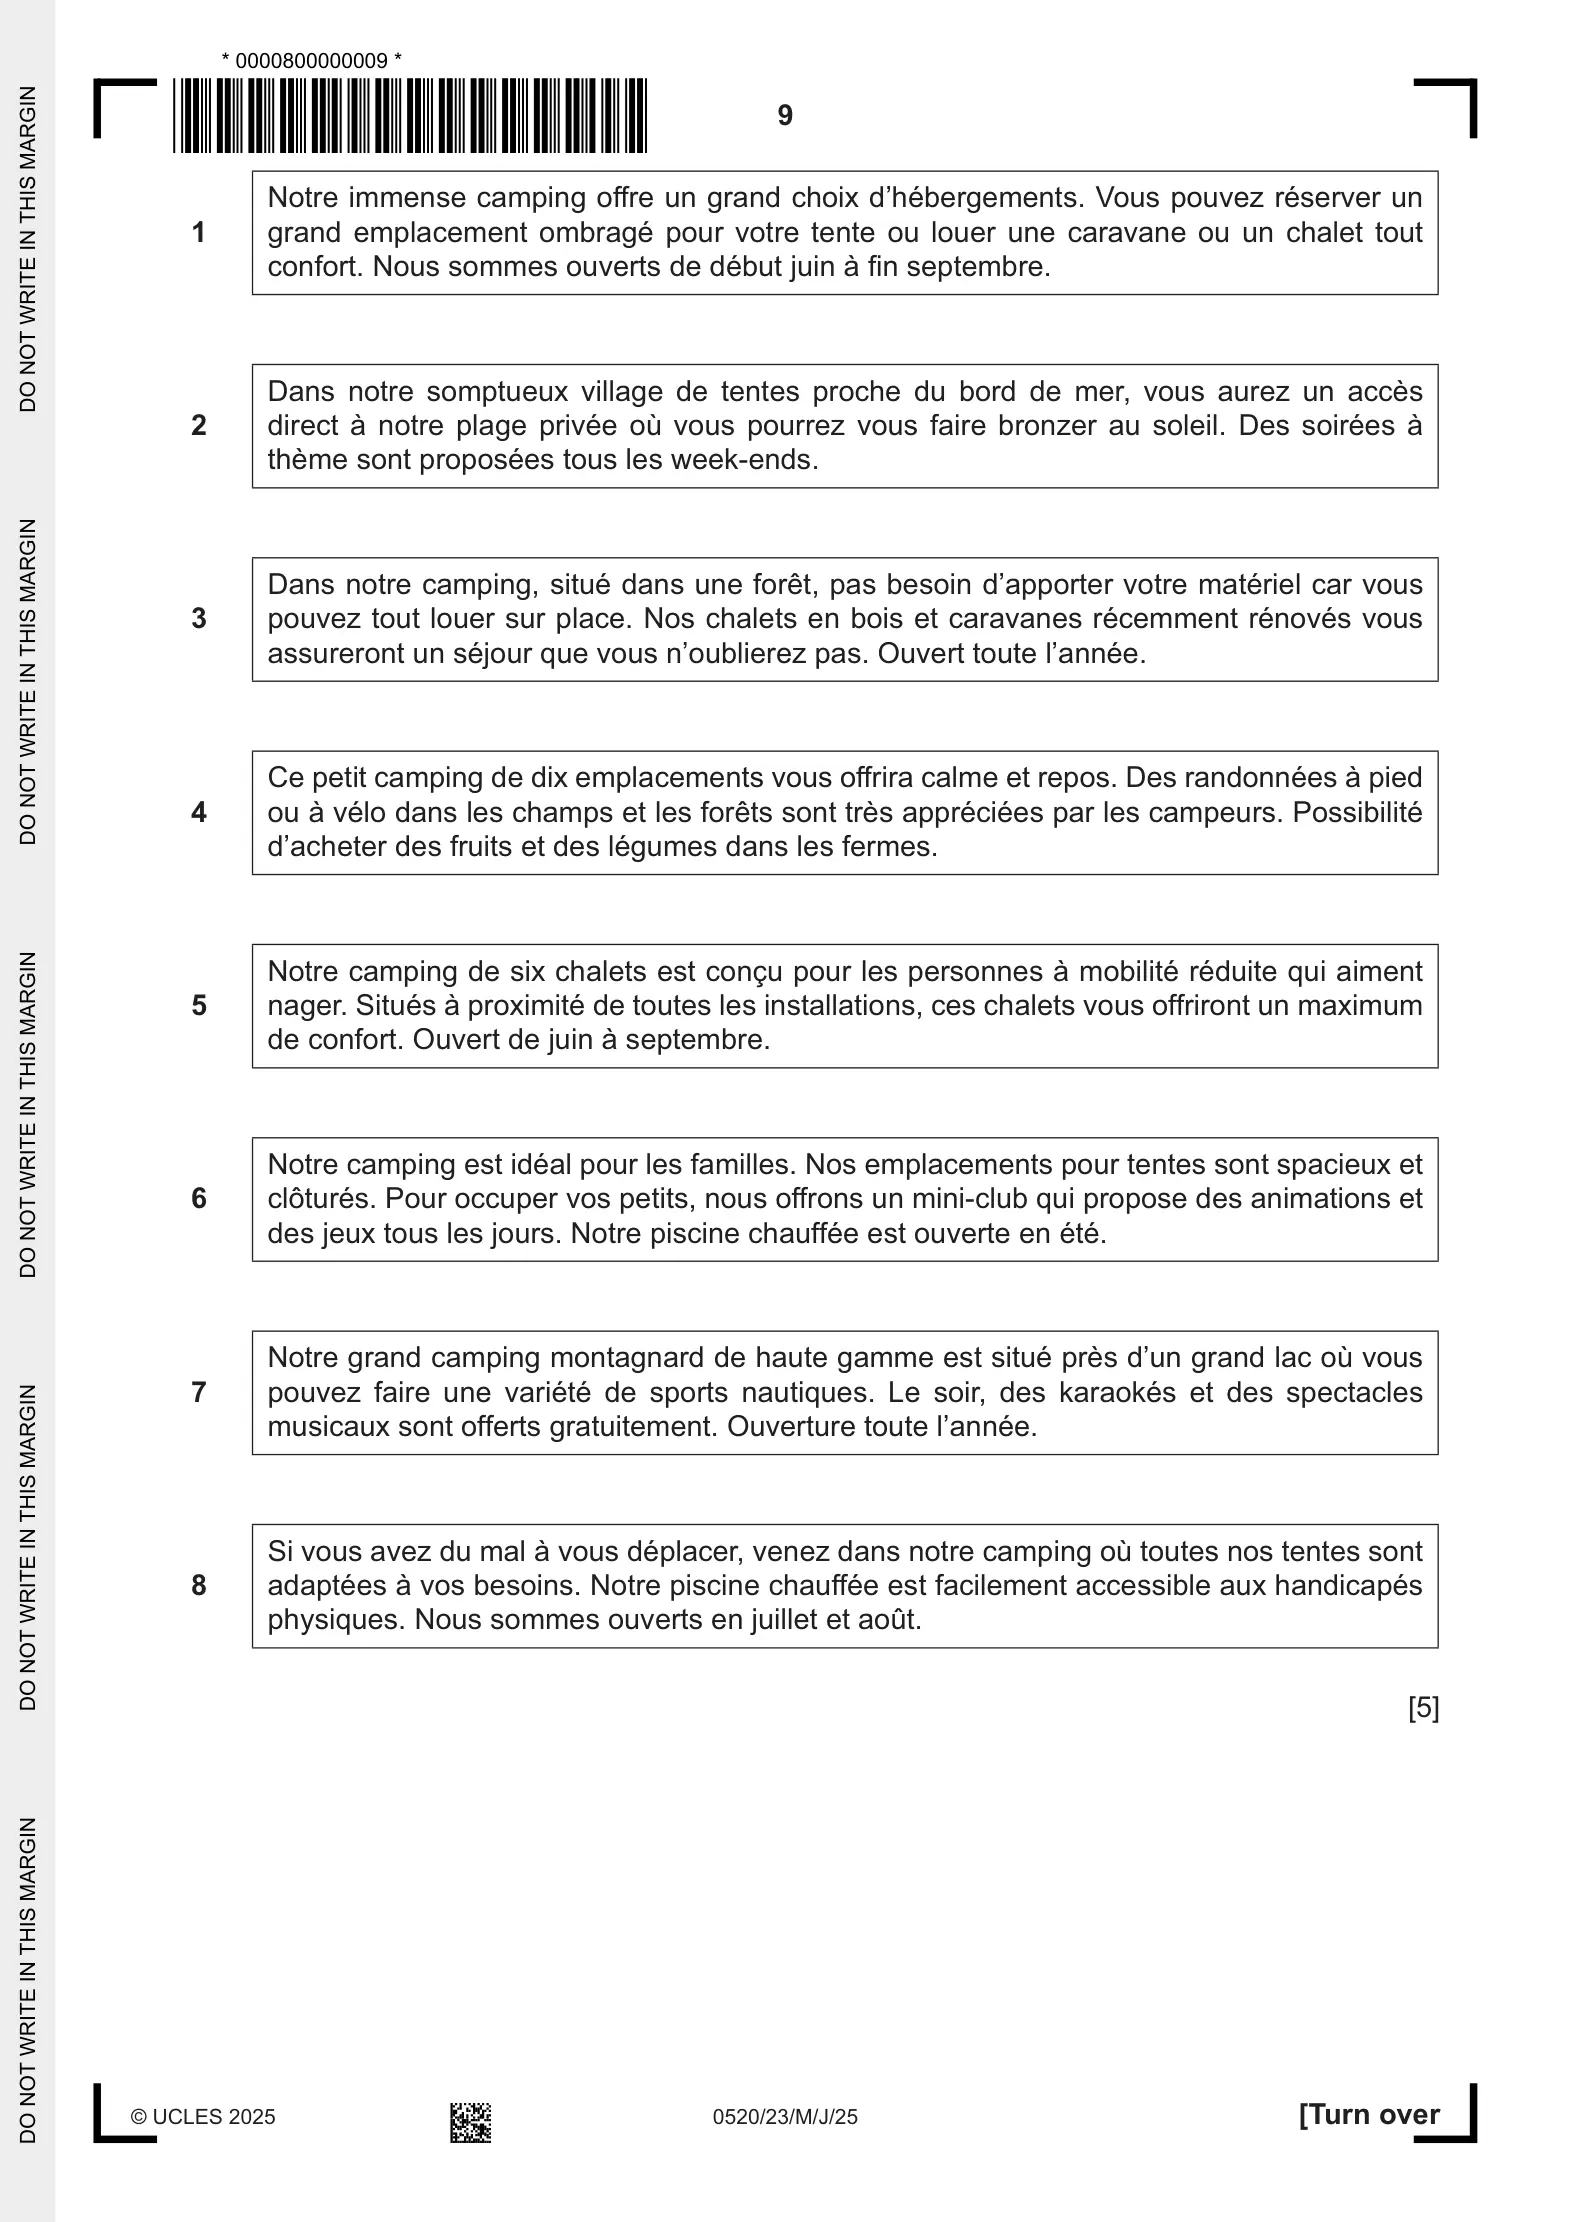 * 0000800000009 *
9
1
Notre immense camping offre un grand choix d’hébergements. Vous pouvez réserver un
grand emplacement ombragé pour votre tente ou louer une caravane ou un chalet tout
confort. Nous sommes ouverts de début juin à fin septembre.
2
Dans notre somptueux village de tentes proche du bord de mer, vous aurez un accès
direct à notre plage privée où vous pourrez vous faire bronzer au soleil. Des soirées à
thème sont proposées tous les week-ends.
3
Dans notre camping, situé dans une forêt, pas besoin d’apporter votre matériel car vous
pouvez tout louer sur place. Nos chalets en bois et caravanes récemment rénovés vous
assureront un séjour que vous n’oublierez pas. Ouvert toute l’année.
4
Ce petit camping de dix emplacements vous offrira calme et repos. Des randonnées à pied
ou à vélo dans les champs et les forêts sont très appréciées par les campeurs. Possibilité
d’acheter des fruits et des légumes dans les fermes.
5
Notre camping de six chalets est conçu pour les personnes à mobilité réduite qui aiment
nager. Situés à proximité de toutes les installations, ces chalets vous offriront un maximum
de confort. Ouvert de juin à septembre.
6
Notre camping est idéal pour les familles. Nos emplacements pour tentes sont spacieux et
clôturés. Pour occuper vos petits, nous offrons un mini-club qui propose des animations et
des jeux tous les jours. Notre piscine chauffée est ouverte en été.
7
Notre grand camping montagnard de haute gamme est situé près d’un grand lac où vous
pouvez faire une variété de sports nautiques. Le soir, des karaokés et des spectacles
musicaux sont offerts gratuitement. Ouverture toute l’année.
8
Si vous avez du mal à vous déplacer, venez dans notre camping où toutes nos tentes sont
adaptées à vos besoins. Notre piscine chauffée est facilement accessible aux handicapés
physiques. Nous sommes ouverts en juillet et août.
[5]
© UCLES 2025
0520/23/M/J/25
[Turn over
DO NOT WRITE IN THIS MARGIN
DO NOT WRITE IN THIS MARGIN
DO NOT WRITE IN THIS MARGIN
DO NOT WRITE IN THIS MARGIN
DO NOT WRITE IN THIS MARGIN